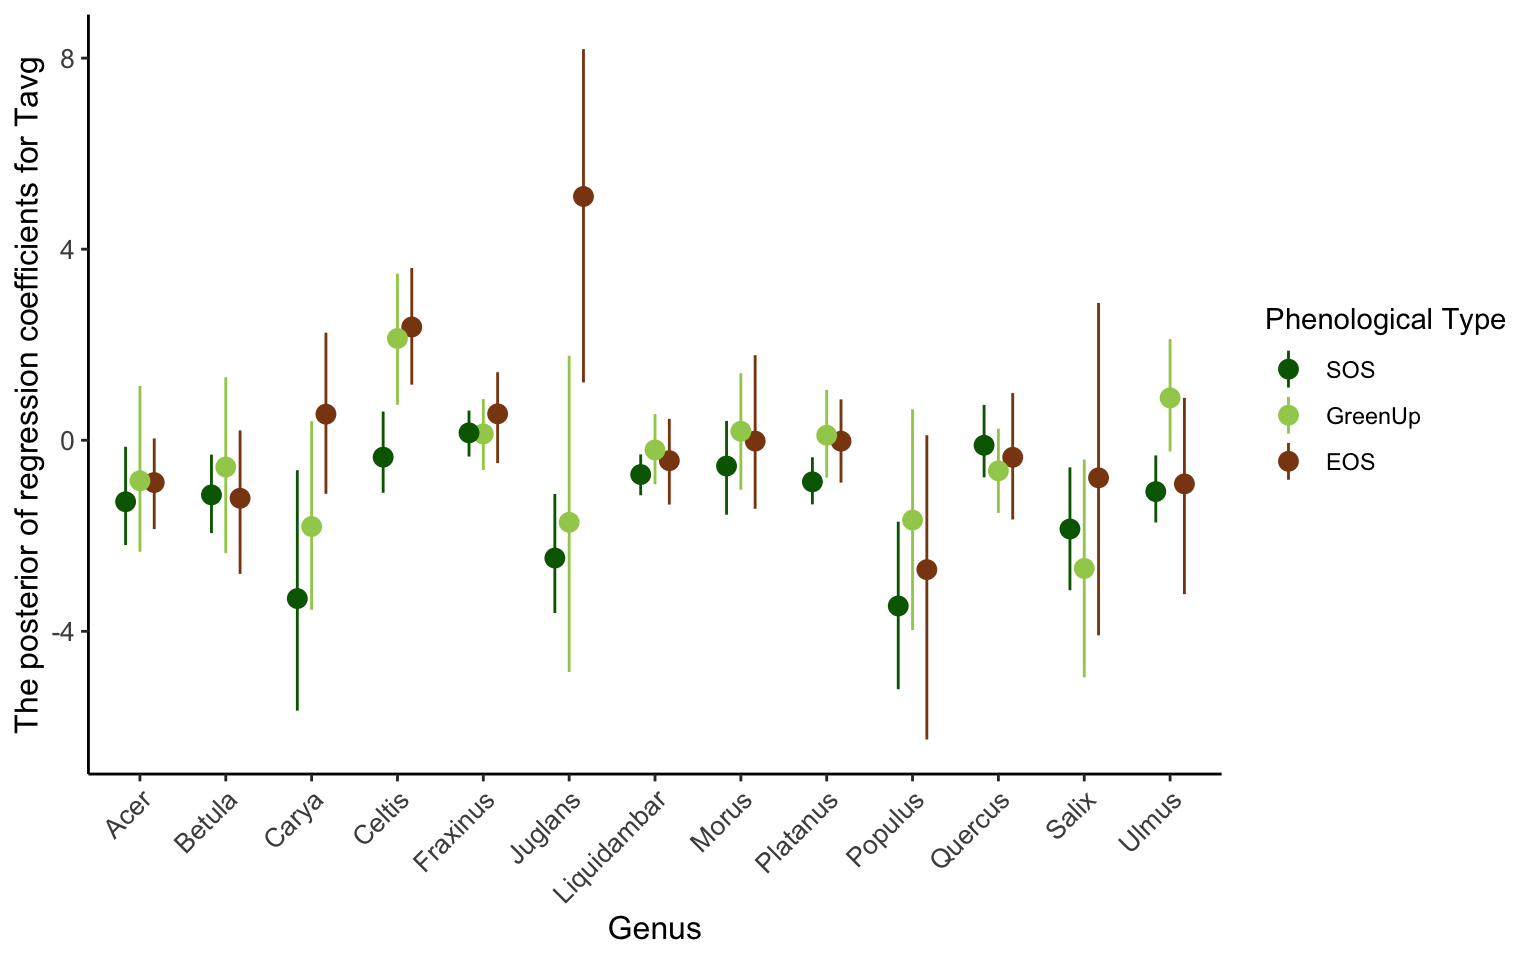 The posterior of regression coefficients for Tavg
8
4
0
-4
Acer
Betula
Carya
Celtis
Fraxinus
Juglans
Liquidambar
Morus
Platanus
Populus
Quercus
Salix
Ulmus
Genus
Phenological Type
SOS
GreenUp
EOS